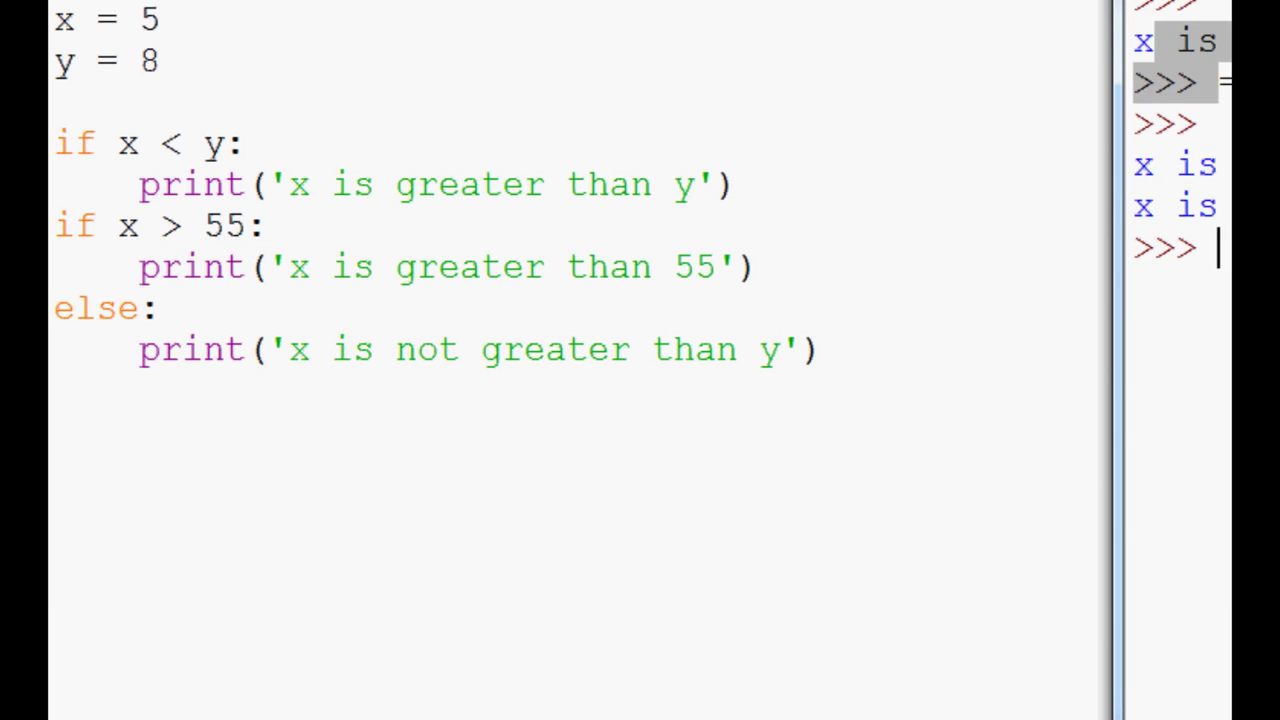 x = 5
y = 8
if x < y:
    print('x is greater than y')
if x > 55:
    print('x is greater than 55')
else:
    print('x is not greater than y')
>>>
x is
>>> =
>>>
x is
x is
>>>